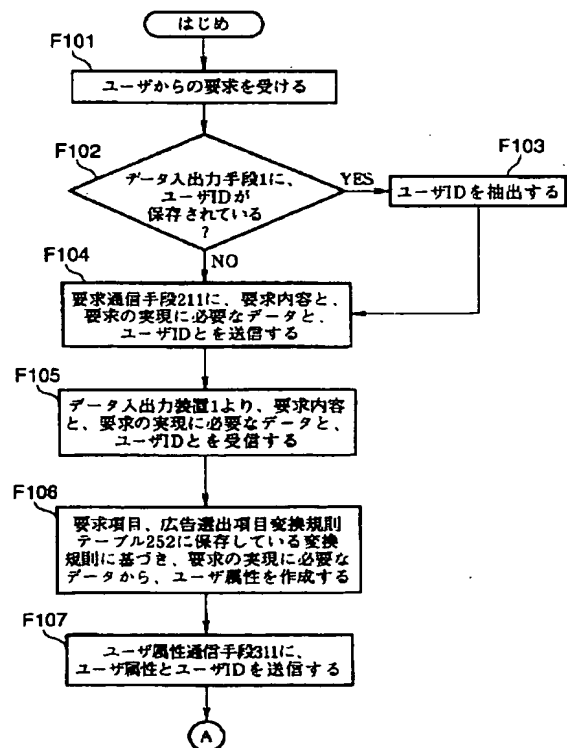 はじめ
F101
ユーザからの要求を受ける
F102
データ入出力手段1に、
ユーザIDが
保存されている
?
YES
F103
ユーザIDを抽出する
NO
F104
要求通信手段211に、要求内容と、
要求の実現に必要なデータと、
ユーザIDとを送信する
F105
データ入出力装置1より、要求内容
と、要求の実現に必要なデータと、
ユーザIDとを受信する
F106
要求項目、広告選出項目変換規則
テーブル252に保存している変換
規則に基づき、要求の実現に必要な
データから、ユーザ属性を作成する
F107
ユーザ属性通信手段311に、
ユーザ属性とユーザIDを送信する
A